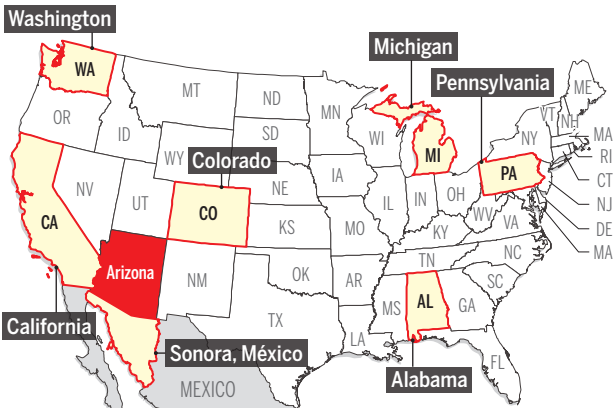 Washington
Michigan
Pennsylvania
WA
MT
ND
MN
ME
VT
NH
OR
ID
SD
WI
MI
NY
MA
RI
WY
Colorado
IA
PA
CT
NV
UT
CO
NE
IL
IN
OH
NJ
CA
KS
MO
WV
VA
DE
KY
MA
Arizona
NM
OK
AR
TN
NC
SC
MS
AL
GA
TX
LA
California
Sonora, México
Alabama
FL
MEXICO